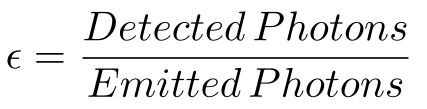 ϵ = Detected Photons / Emitted Photons